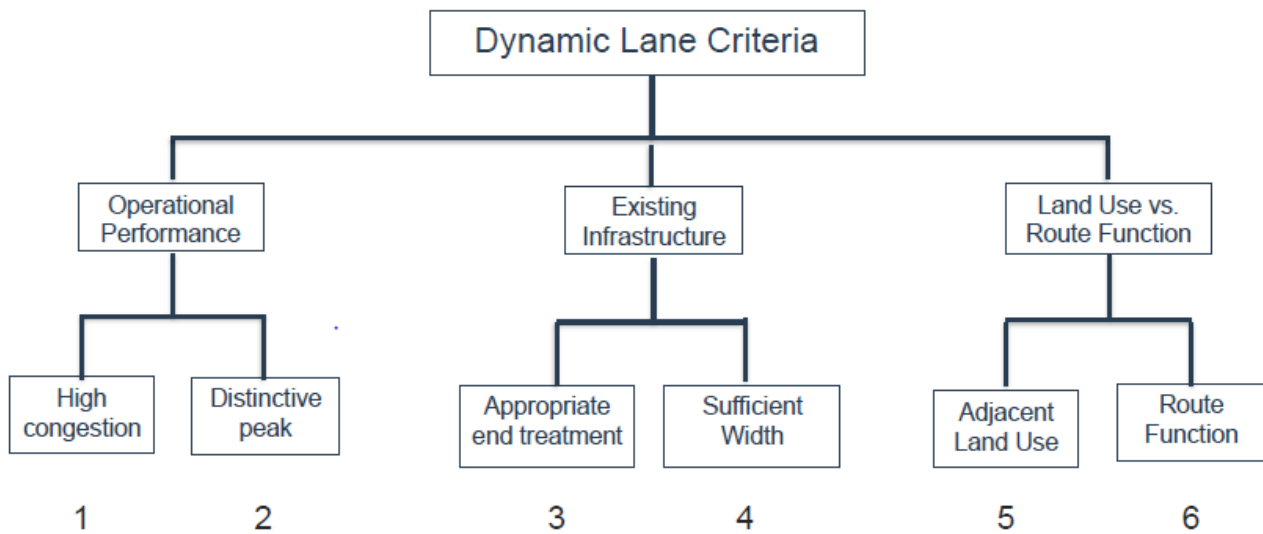 Dynamic Lane Criteria
Operational
Performance
Existing
Infrastructure
Land Use vs.
Route Function
High
congestion
Distinctive
peak
Appropriate
end treatment
Sufficient
Width
Adjacent
Land Use
Route
Function
1
2
3
4
5
6